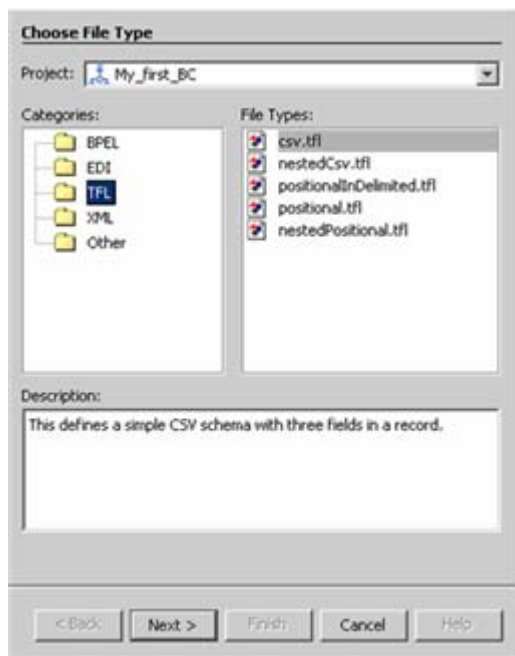 Choose File Type
Project: My_first_BC
Categories:
BPEL
EDI
TFL
XML
Other
File Types:
csv.tfl
nestedCsv.tfl
positionalInDelimited.tfl
positional.tfl
nestedPositional.tfl
Description:
This defines a simple CSV schema with three fields in a record.
< Back
Next >
Finish
Cancel
Help